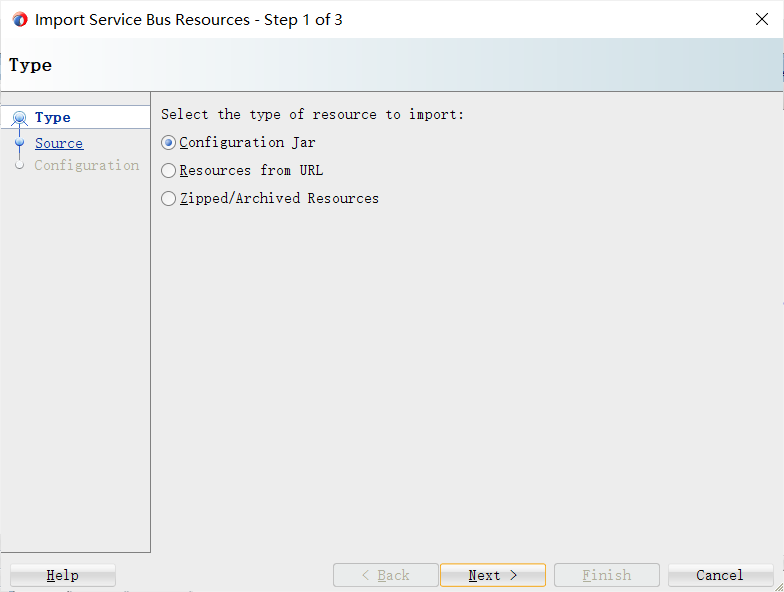 Import Service Bus Resources - Step 1 of 3
Type
Type
Source
Configuration
Select the type of resource to import:
Configuration Jar
Resources from URL
Zipped/Archived Resources
Help
< Back
Next >
Finish
Cancel